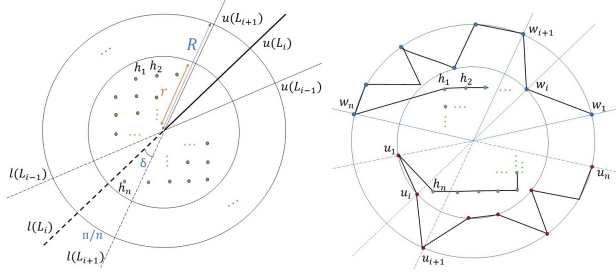 u(L_{i+1})
u(L_i)
R
h_1 h_2
r
u(L_{i-1})
δ
l(L_{i-1})
h_n
l(L_i)
π/n
l(L_{i+1})
w_{i+1}
h_1 h_2
w_n
w_i
w_1
u_1
h_n
u_n
u_i
u_{i+1}